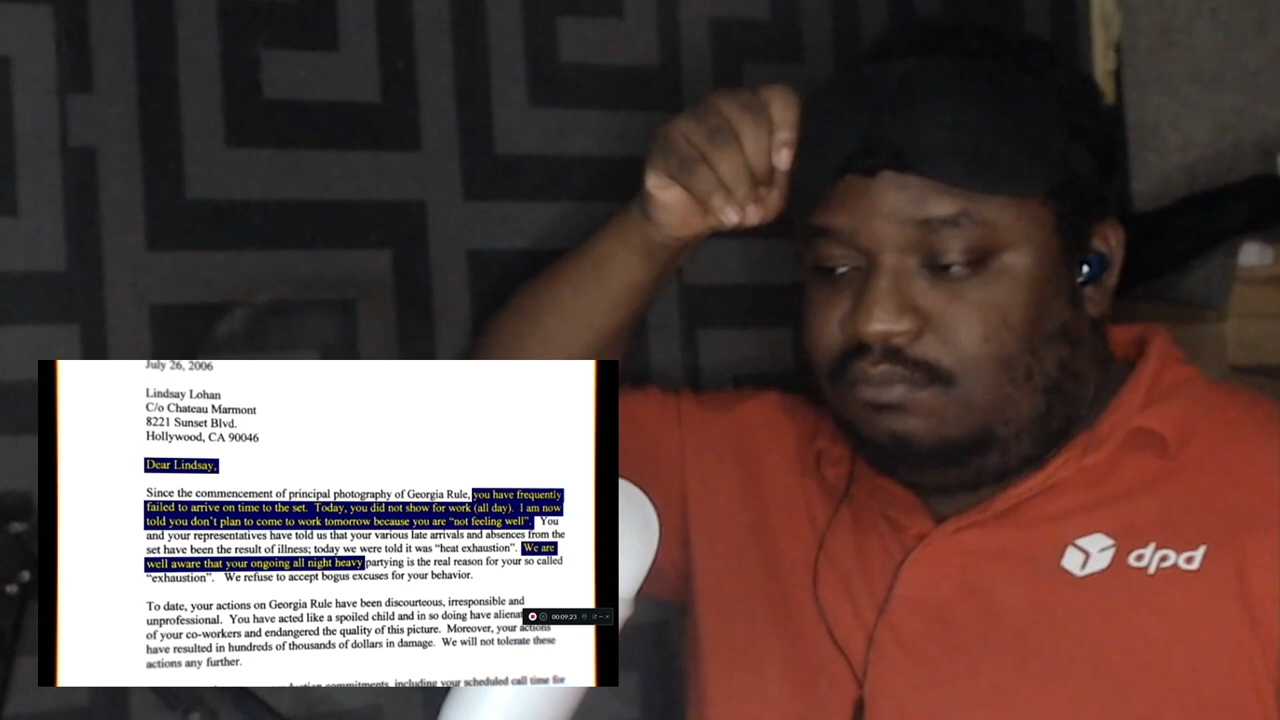 July 26, 2006
Lindsay Lohan
C/o Chateau Marmont
8221 Sunset Blvd.
Hollywood, CA 90046
Dear Lindsay,
Since the commencement of principal photography of Georgia Rule, you have frequently
failed to arrive on time to the set. Today, you did not show for work (all day). I am now
told you don't plan to come to work tomorrow because you are "not feeling well". You
and your representatives have told us that your various late arrivals and absences from the
set have been the result of illness; today we were told it was "heat exhaustion". We are
well aware that your ongoing all night heavy partying is the real reason for your so called
"exhaustion". We refuse to accept bogus excuses for your behavior.
To date, your actions on Georgia Rule have been discourteous, irresponsible and
unprofessional. You have acted like a spoiled child and in so doing have alienat
00:09:23
of your co-workers and endangered the quality of this picture. Moreover, your actions
have resulted in hundreds of thousands of dollars in damage. We will not tolerate these
actions any further.
commitments, including your scheduled call time for
dpd